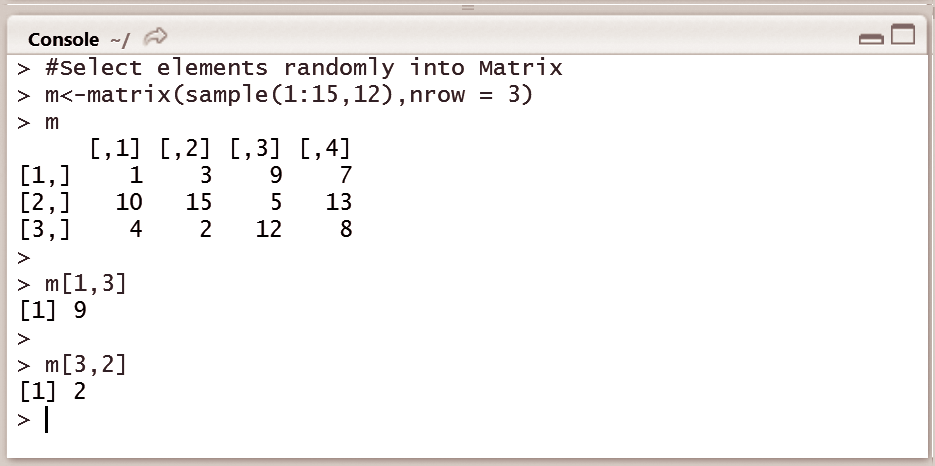 Console ~/
> #Select elements randomly into Matrix
> m<-matrix(sample(1:15,12),nrow = 3)
> m
     [,1] [,2] [,3] [,4]
[1,]    1    3    9    7
[2,]   10   15    5   13
[3,]    4    2   12    8
>
> m[1,3]
[1] 9
>
> m[3,2]
[1] 2
>